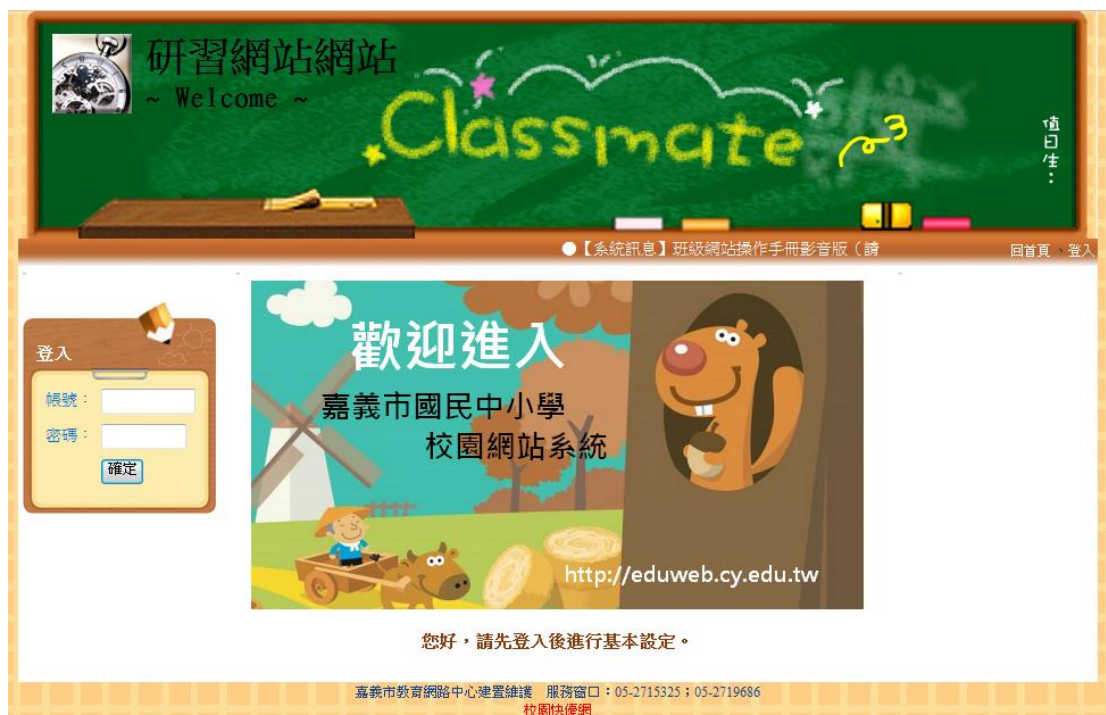 研習網站網站
~ Welcome ~
Classmate
值日生：
●【系統訊息】班級網站操作手冊影音版（請
回首頁、登入
登入
帳號：
密碼：
確定
歡迎進入
嘉義市國民中小學
校園網站系統
http://eduweb.cy.edu.tw
您好，請先登入後進行基本設定。
嘉義市教育網路中心建置維護 服務窗口：05-2715325；05-2719686
校園快優網